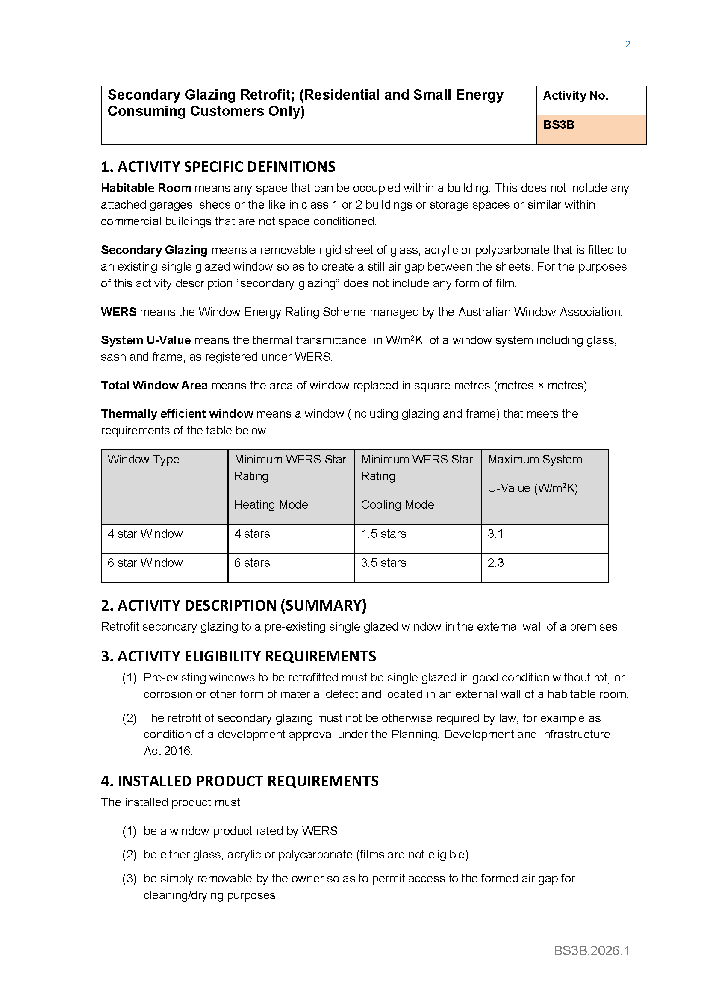 2
Secondary Glazing Retrofit; (Residential and Small Energy
Consuming Customers Only)
Activity No.
BS3B
1. ACTIVITY SPECIFIC DEFINITIONS
Habitable Room means any space that can be occupied within a building. This does not include any
attached garages, sheds or the like in class 1 or 2 buildings or storage spaces or similar within
commercial buildings that are not space conditioned.
Secondary Glazing means a removable rigid sheet of glass, acrylic or polycarbonate that is fitted to
an existing single glazed window so as to create a still air gap between the sheets. For the purposes
of this activity description “secondary glazing” does not include any form of film.
WERS means the Window Energy Rating Scheme managed by the Australian Window Association.
System U-Value means the thermal transmittance, in W/m²K, of a window system including glass,
sash and frame, as registered under WERS.
Total Window Area means the area of window replaced in square metres (metres × metres).
Thermally efficient window means a window (including glazing and frame) that meets the
requirements of the table below.
Window Type
Minimum WERS Star
Rating
Heating Mode
Minimum WERS Star
Rating
Cooling Mode
Maximum System
U-Value (W/m²K)
4 star Window
4 stars
1.5 stars
3.1
6 star Window
6 stars
3.5 stars
2.3
2. ACTIVITY DESCRIPTION (SUMMARY)
Retrofit secondary glazing to a pre-existing single glazed window in the external wall of a premises.
3. ACTIVITY ELIGIBILITY REQUIREMENTS
(1) Pre-existing windows to be retrofitted must be single glazed in good condition without rot, or
corrosion or other form of material defect and located in an external wall of a habitable room.
(2) The retrofit of secondary glazing must not be otherwise required by law, for example as
condition of a development approval under the Planning, Development and Infrastructure
Act 2016.
4. INSTALLED PRODUCT REQUIREMENTS
The installed product must:
(1) be a window product rated by WERS.
(2) be either glass, acrylic or polycarbonate (films are not eligible).
(3) be simply removable by the owner so as to permit access to the formed air gap for
cleaning/drying purposes.
BS3B.2026.1